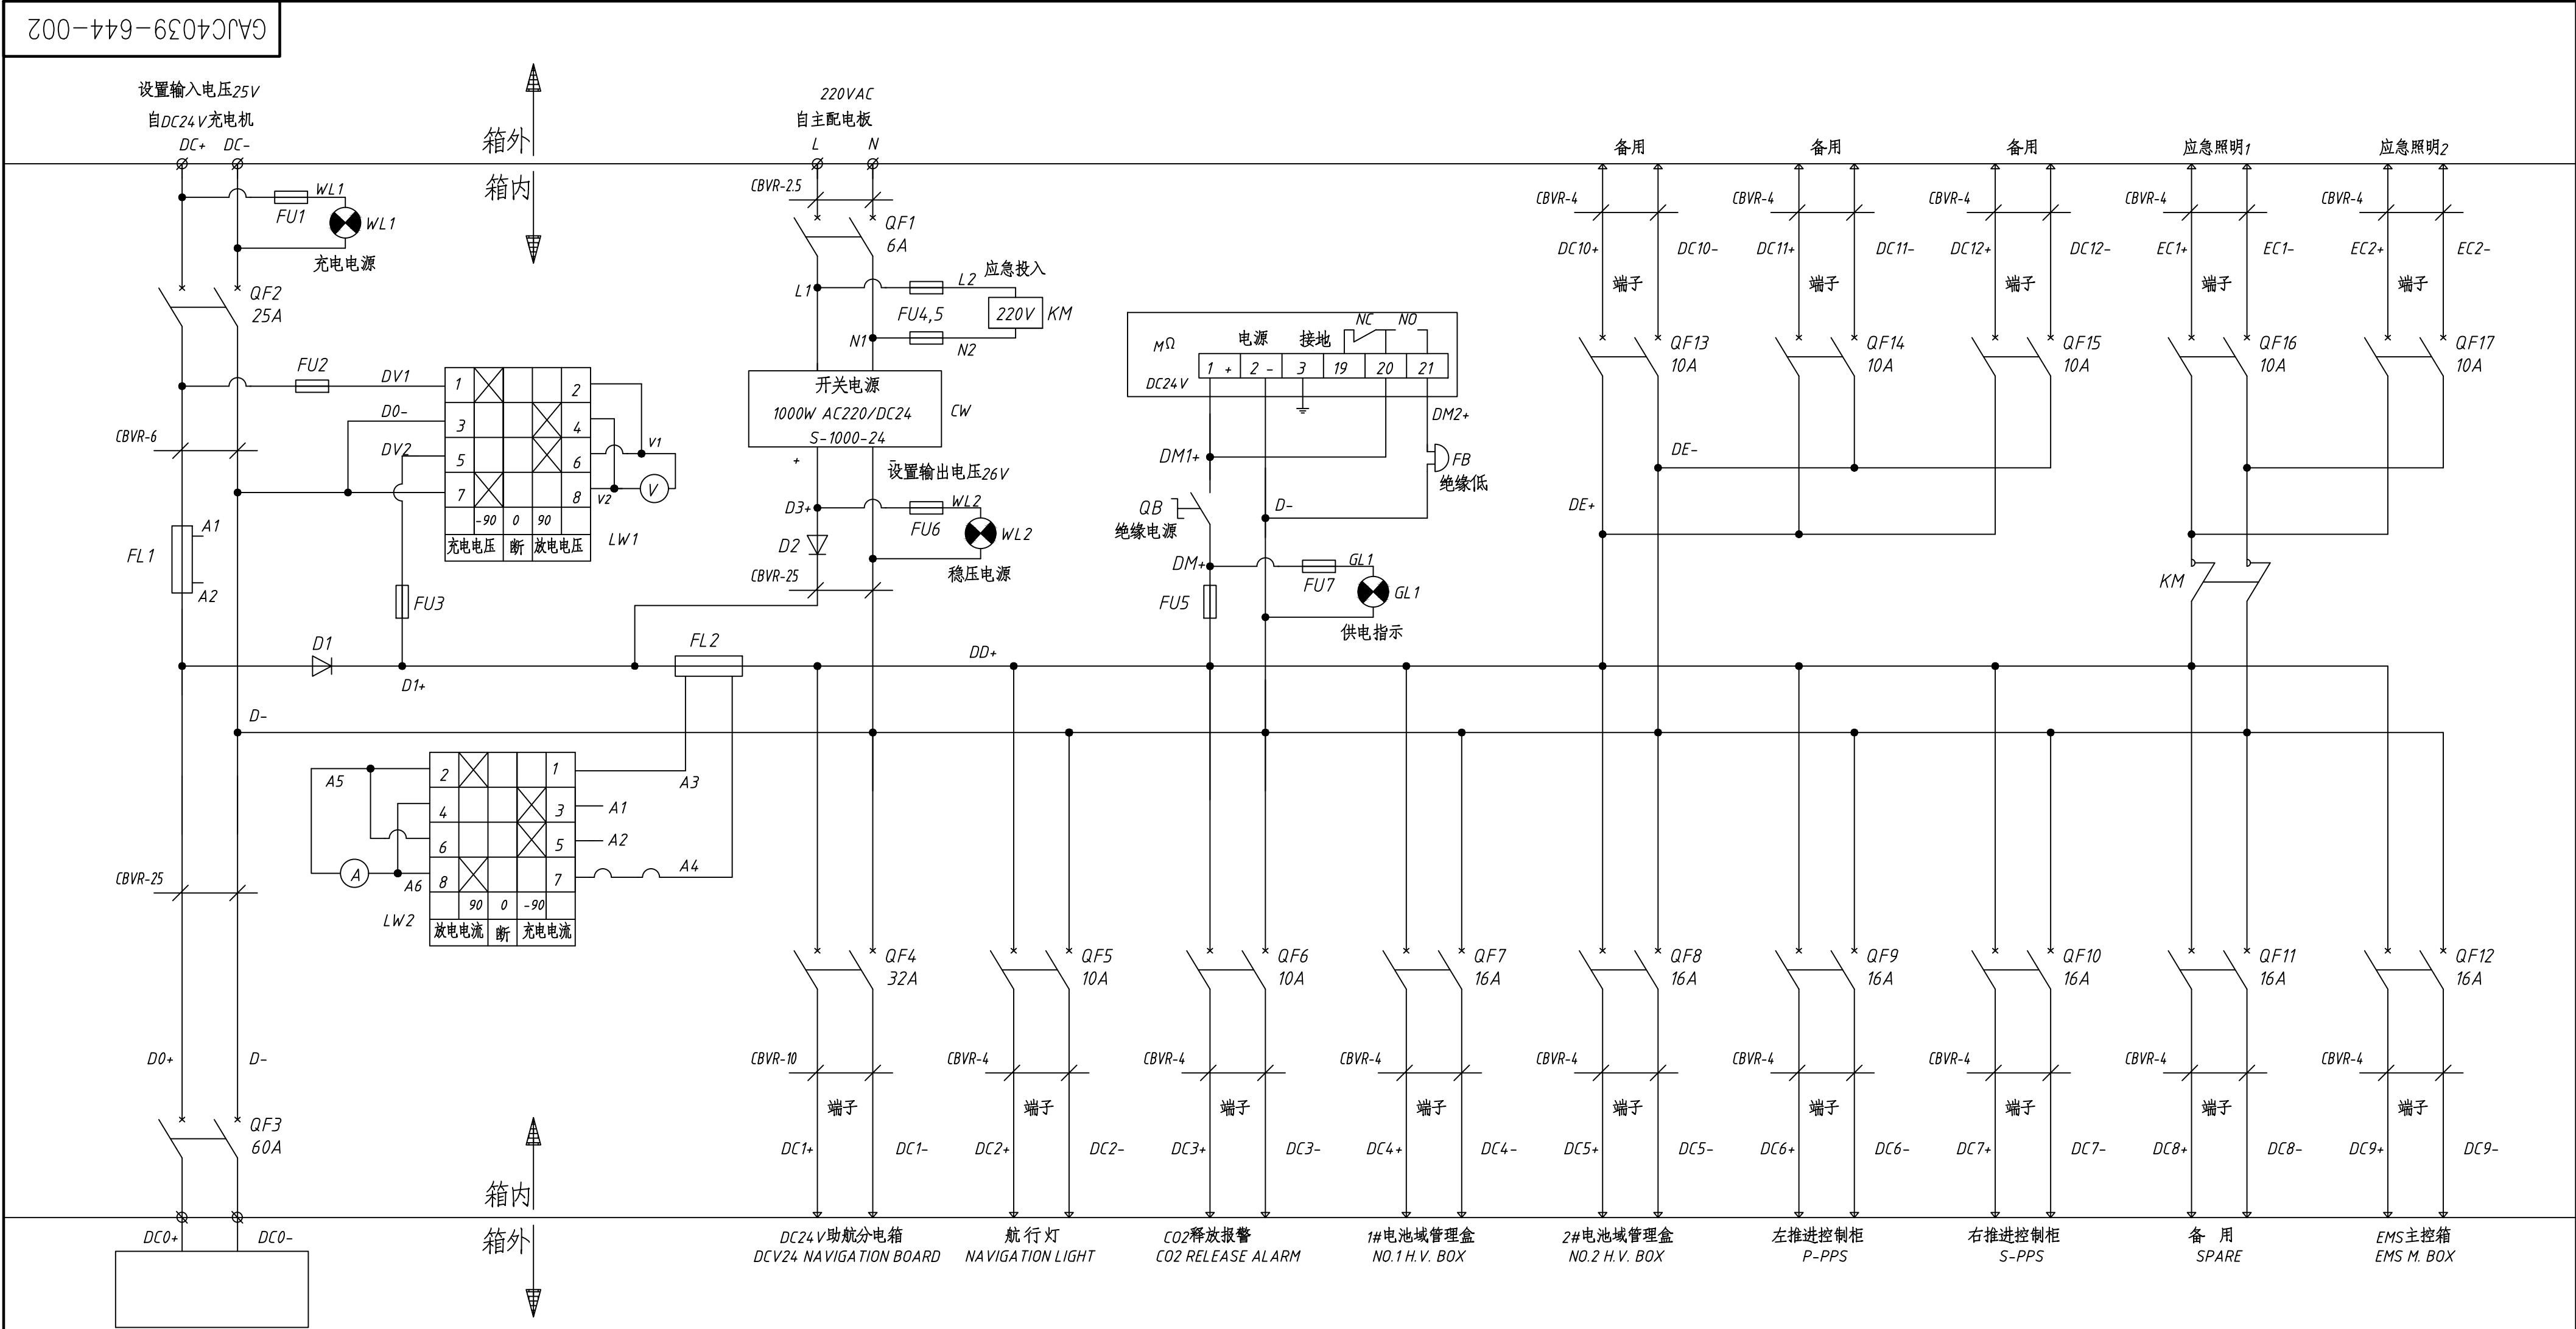 GAJC4039-644-002
设置输入电压25V
自DC24V充电机
DC+ DC-
箱外
箱内
220VAC
自主配电板
L N
备用
备用
备用
应急照明1
应急照明2
WL1
FU1
WL1
充电电源
CBVR-2.5
QF1
6A
CBVR-4
CBVR-4
CBVR-4
CBVR-4
CBVR-4
DC10+ DC10-
DC11+ DC11-
DC12+ DC12-
EC1+ EC1-
EC2+ EC2-
端子
端子
端子
端子
端子
QF2
25A
L1
L2
应急投入
FU4,5
220V
KM
N1
N2
MΩ
电源
接地
NC
NO
1 + 2 - 3 19 20 21
DC24V
QF13
10A
QF14
10A
QF15
10A
QF16
10A
QF17
10A
FU2
DV1
D0-
DV2
CBVR-6
1 2
3 4
5 6
7 8
-90 0 90
充电电压 断 放电电压
LW1
V1
V2
V
开关电源
1000W AC220/DC24
S-1000-24
CW
+
-
设置输出电压26V
D3+
WL2
FU6
WL2
D2
稳压电源
CBVR-25
DM2+
DM1+
FB
绝缘低
QB
绝缘电源
D-
DM+
GL1
FU7
GL1
FU5
供电指示
DE-
DE+
KM
A1
FL1
A2
FU3
D1
D1+
FL2
DD+
D-
A5
2 1
4 3
6 5
8 7
90 0 -90
放电电流 断 充电电流
A3
A1
A2
A4
A
A6
LW2
CBVR-25
QF4
32A
QF5
10A
QF6
10A
QF7
16A
QF8
16A
QF9
16A
QF10
16A
QF11
16A
QF12
16A
D0+ D-
CBVR-10
CBVR-4
CBVR-4
CBVR-4
CBVR-4
CBVR-4
CBVR-4
CBVR-4
CBVR-4
端子
端子
端子
端子
端子
端子
端子
端子
端子
QF3
60A
DC1+ DC1-
DC2+ DC2-
DC3+ DC3-
DC4+ DC4-
DC5+ DC5-
DC6+ DC6-
DC7+ DC7-
DC8+ DC8-
DC9+ DC9-
箱内
箱外
DC0+ DC0-
DC24V助航分电箱
DCV24 NAVIGATION BOARD
航行灯
NAVIGATION LIGHT
CO2释放报警
CO2 RELEASE ALARM
1#电池域管理盒
NO.1 H.V. BOX
2#电池域管理盒
NO.2 H.V. BOX
左推进控制柜
P-PPS
右推进控制柜
S-PPS
备 用
SPARE
EMS主控箱
EMS M. BOX